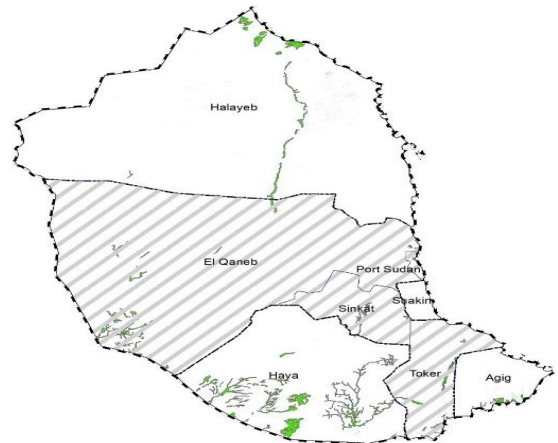 Halayeb
El Qaneb
Port Sudan
Suakin
Sinkat
Haya
Toker
Agig